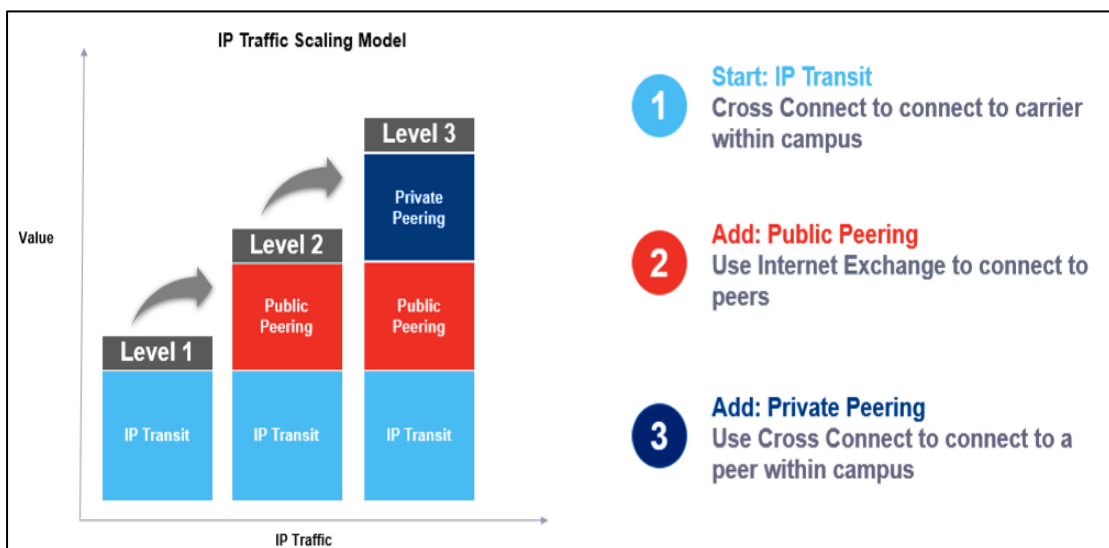 IP Traffic Scaling Model
Value
Level 1
IP Transit
Level 2
Public
Peering
IP Transit
Level 3
Private
Peering
Public
Peering
IP Transit
IP Traffic
1
Start: IP Transit
Cross Connect to connect to carrier
within campus
2
Add: Public Peering
Use Internet Exchange to connect to
peers
3
Add: Private Peering
Use Cross Connect to connect to a
peer within campus